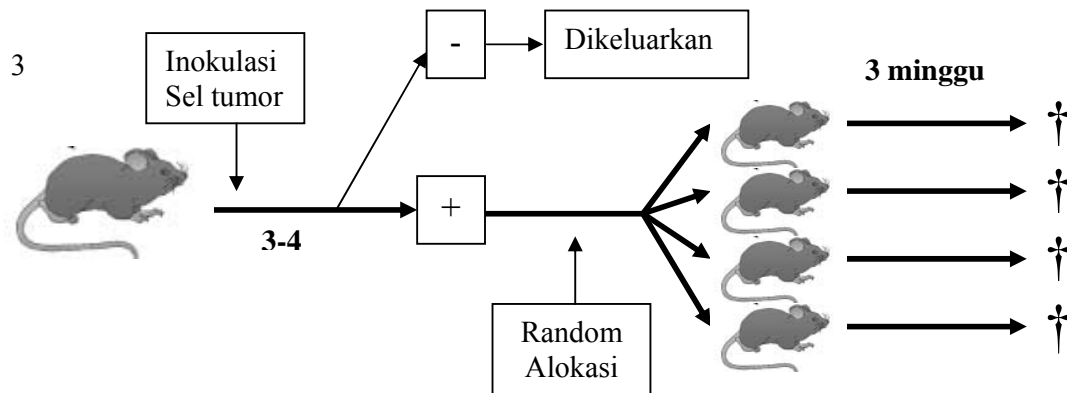 3
Inokulasi
Sel tumor
-
Dikeluarkan
3 minggu
+
3-4
Random
Alokasi
†
†
†
†